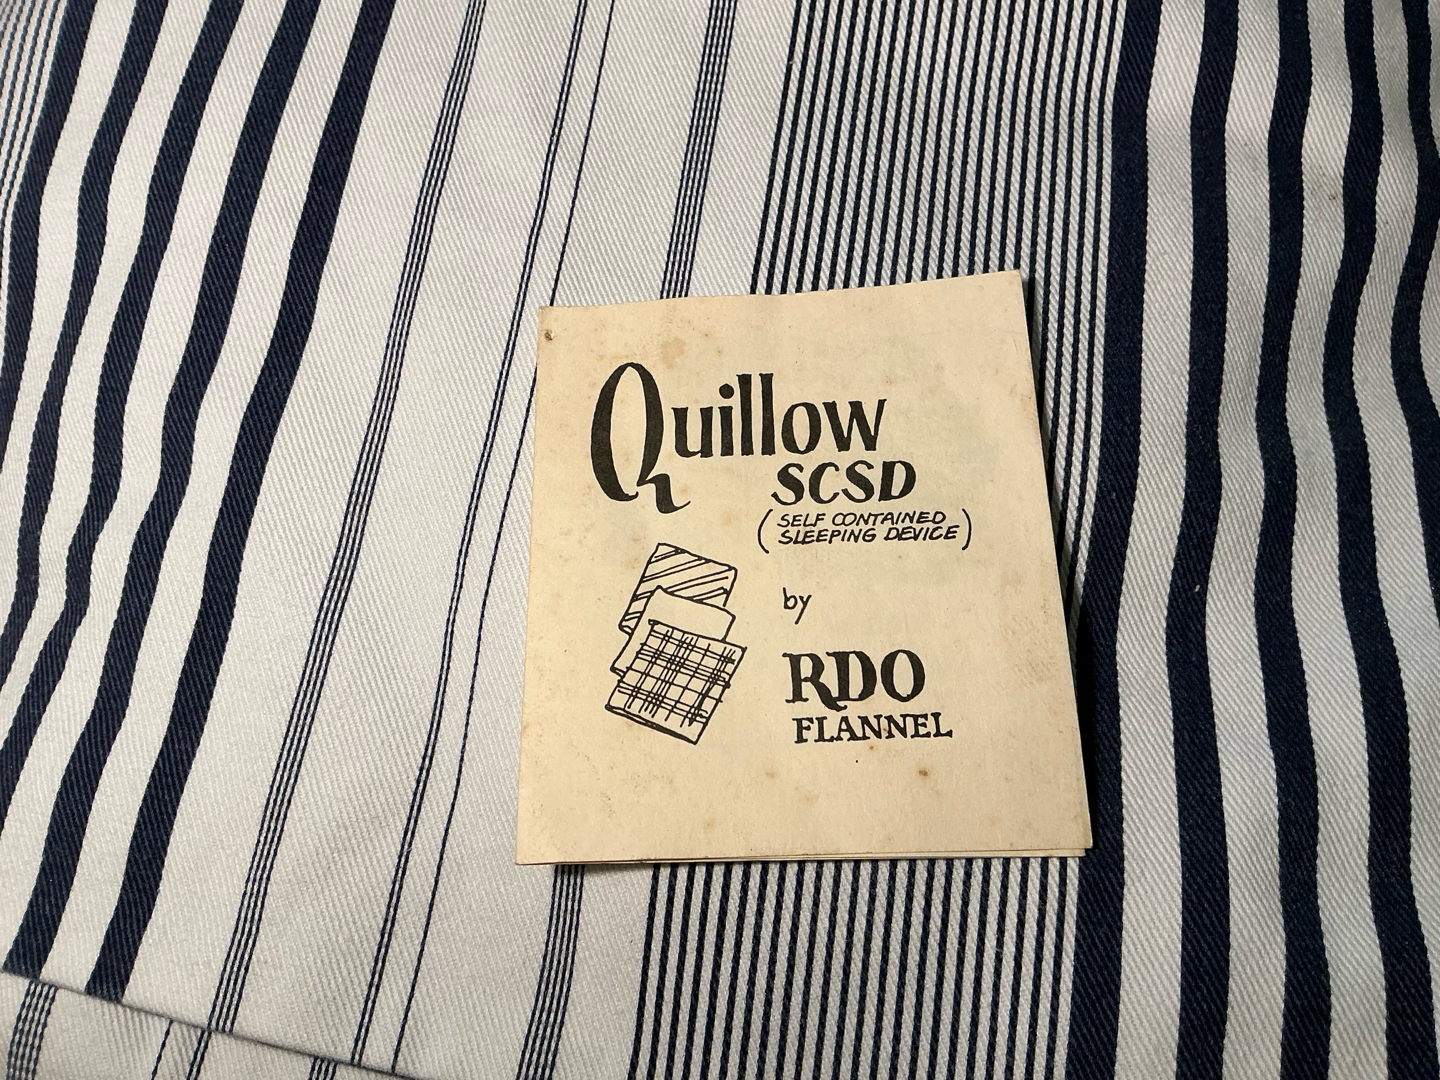 Quillow
SCSD
(SELF CONTAINED
SLEEPING DEVICE)
by
RDO
FLANNEL